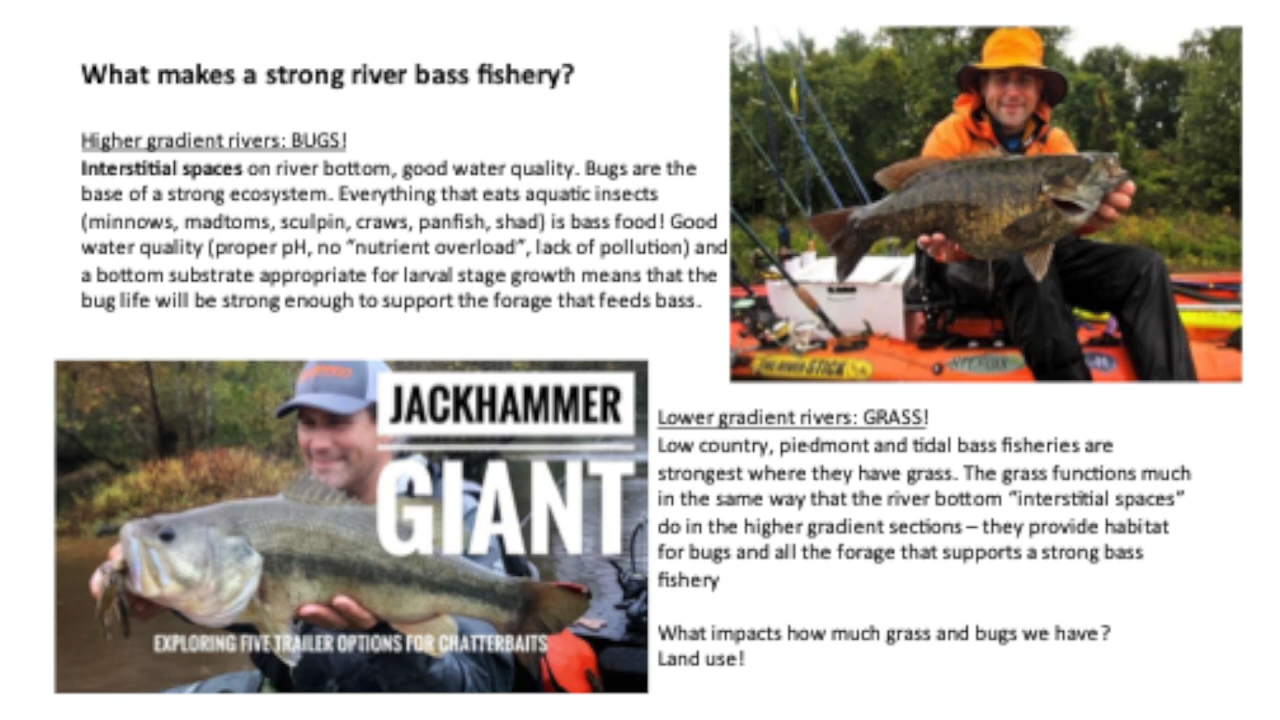 What makes a strong river bass fishery?
Higher gradient rivers: BUGS!
Interstitial spaces on river bottom, good water quality. Bugs are the
base of a strong ecosystem. Everything that eats aquatic insects
(minnows, madtoms, sculpin, craws, panfish, shad) is bass food! Good
water quality (proper pH, no “nutrient overload”, lack of pollution) and
a bottom substrate appropriate for larval stage growth means that the
bug life will be strong enough to support the forage that feeds bass.
THE RIVER STICK
JACKHAMMER
GIANT
EXPLORING FIVE TRAILER OPTIONS FOR CHATTERBAITS
Lower gradient rivers: GRASS!
Low country, piedmont and tidal bass fisheries are
strongest where they have grass. The grass functions much
in the same way that the river bottom “interstitial spaces”
do in the higher gradient sections – they provide habitat
for bugs and all the forage that supports a strong bass
fishery
What impacts how much grass and bugs we have?
Land use!